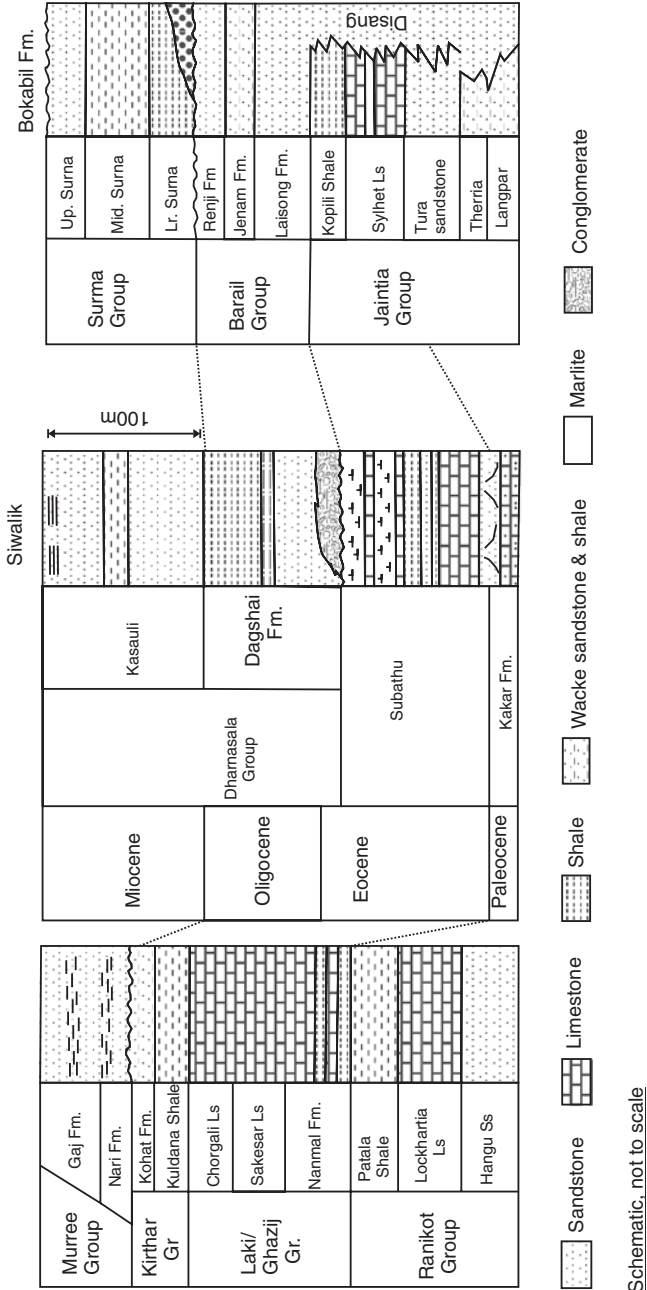 Murree
Group
Gaj Fm.
Nari Fm.
Kirthar
Gr
Kohat Fm.
Kuldana Shale
Laki/
Ghazij
Gr.
Chorgali Ls
Sakesar Ls
Nanmal Fm.
Ranikot
Group
Patala
Shale
Lockhartia
Ls
Hangu Ss
Siwalik
Miocene
Oligocene
Eocene
Paleocene
Dharnasala
Group
Kasauli
Dagshai
Fm.
Subathu
Kakar Fm.
100m
Bokabil Fm.
Surma
Group
Up. Surna
Mid. Surna
Lr. Surna
Barail
Group
Renji Fm
Jenam Fm.
Laisong Fm.
Jaintia
Group
Kopili Shale
Sylhet Ls
Tura
sandstone
Therria
Langpar
Disang
Sandstone
Limestone
Shale
Wacke sandstone & shale
Marlite
Conglomerate
Schematic, not to scale